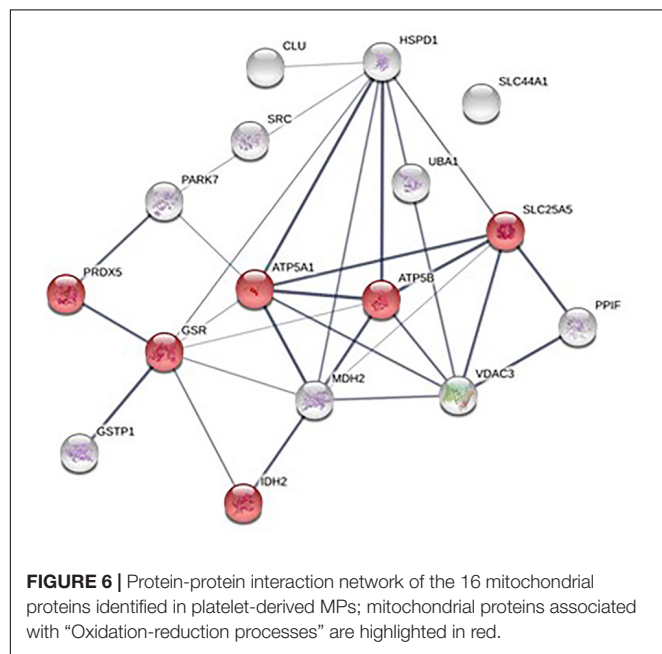 CLU
HSPD1
SLC44A1
SRC
UBA1
PARK7
SLC25A5
ATP5A1
ATP5B
PRDX5
PPIF
GSR
MDH2
VDAC3
GSTP1
IDH2
FIGURE 6 | Protein-protein interaction network of the 16 mitochondrial
proteins identified in platelet-derived MPs; mitochondrial proteins associated
with “Oxidation-reduction processes” are highlighted in red.